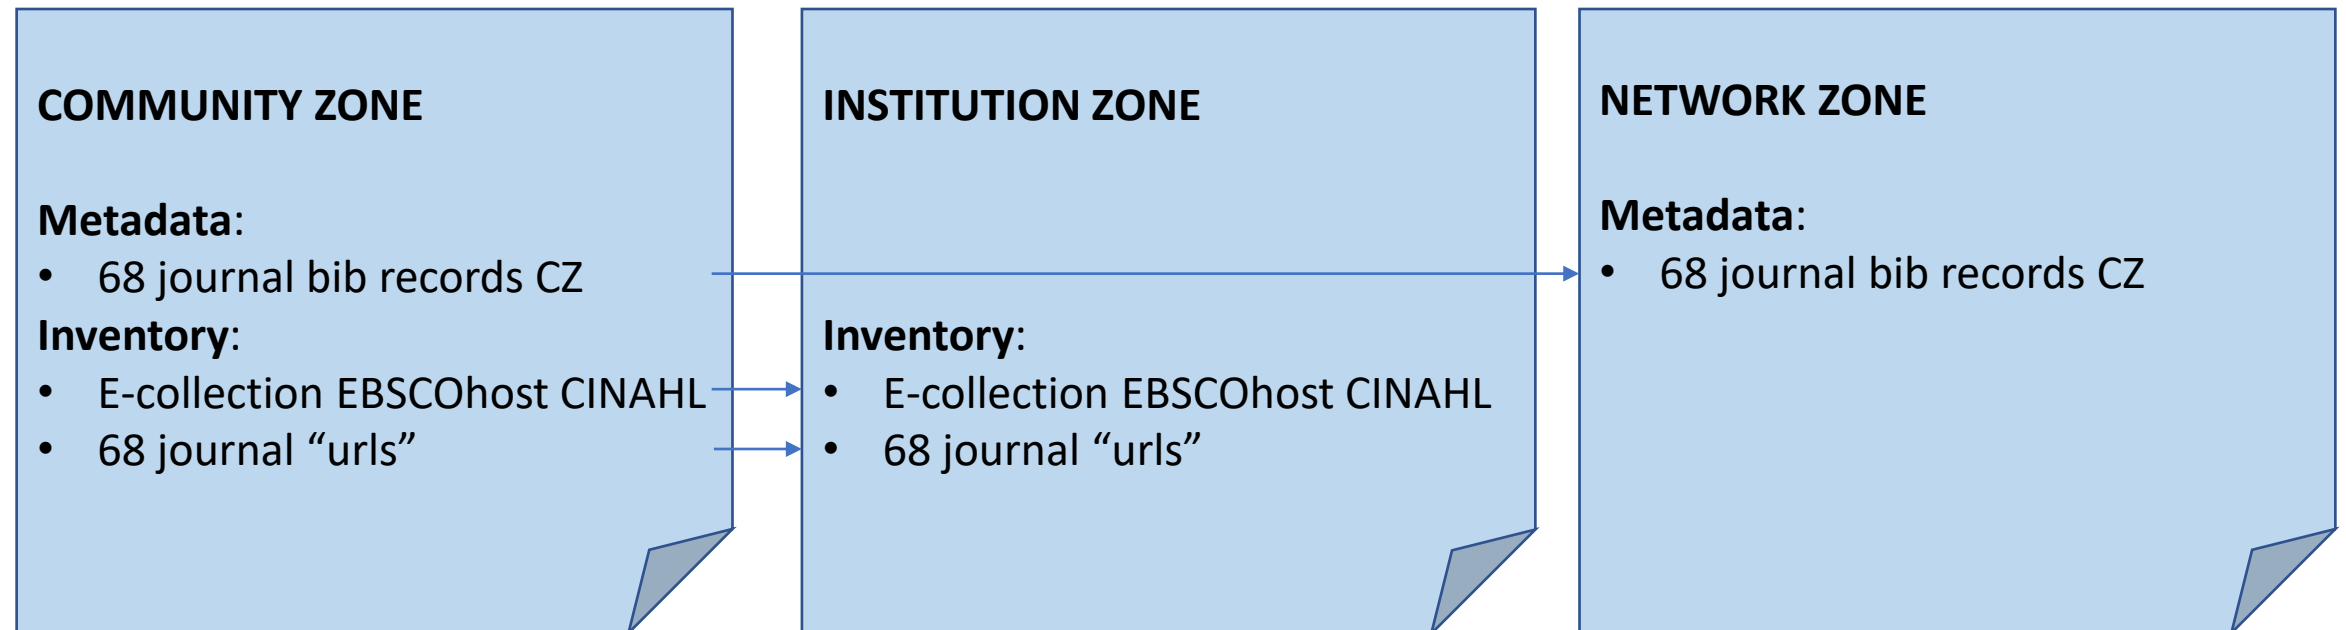 COMMUNITY ZONE
Metadata:
• 68 journal bib records CZ
Inventory:
• E-collection EBSCOhost CINAHL
• 68 journal “urls”
INSTITUTION ZONE
Inventory:
• E-collection EBSCOhost CINAHL
• 68 journal “urls”
NETWORK ZONE
Metadata:
• 68 journal bib records CZ